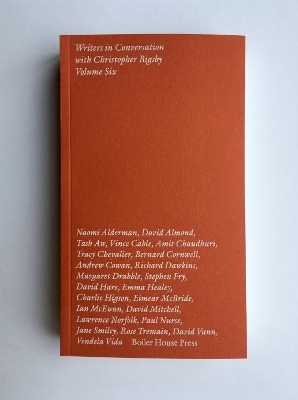 Writers in Conversation
with Christopher Bigsby
Volume Six
Naomi Alderman, David Almond,
Tash Aw, Vince Cable, Amit Chaudhuri,
Tracy Chevalier, Bernard Cornwell,
Andrew Cowan, Richard Dawkins,
Margaret Drabble, Stephen Fry,
David Hare, Emma Healey,
Charlie Higson, Eimear McBride,
Ian McEwan, David Mitchell,
Lawrence Norfolk, Paul Nurse,
Jane Smiley, Rose Tremain, David Vann,
Vendela Vida Boiler House Press